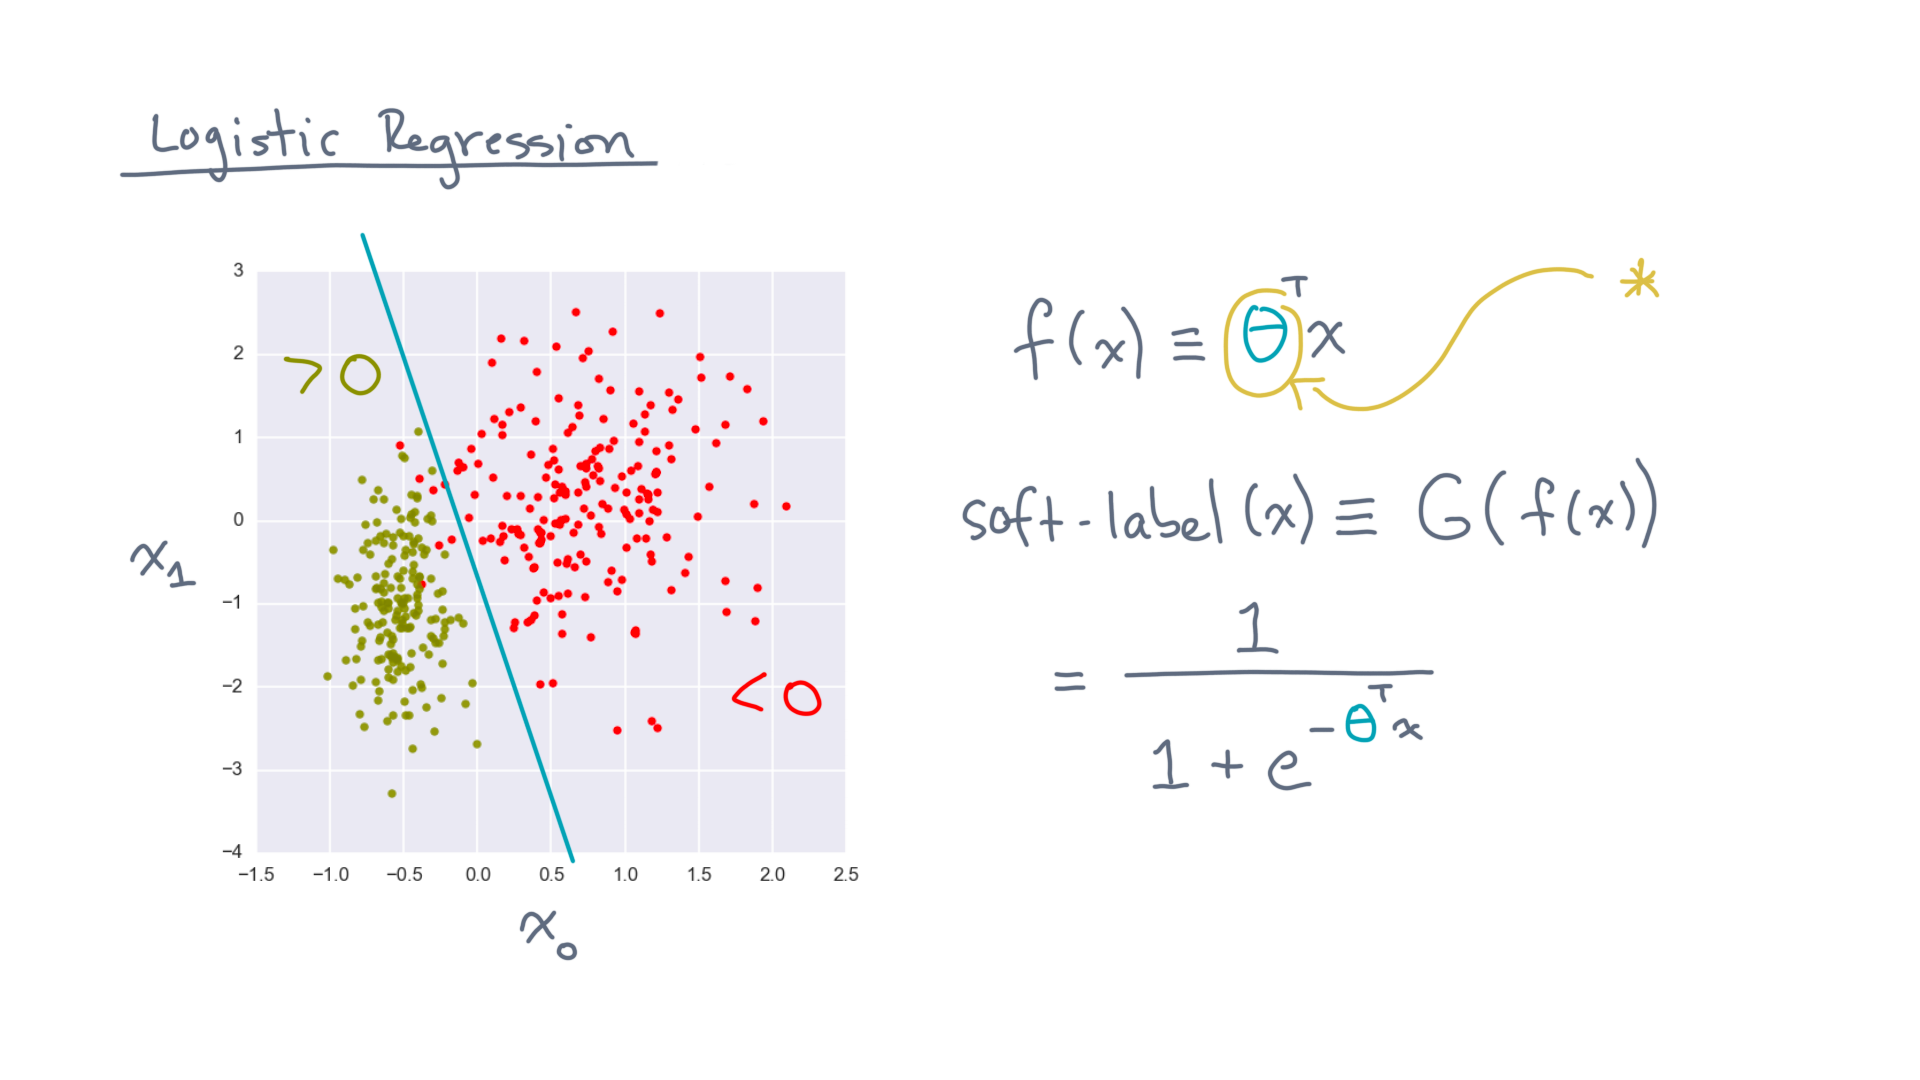 Logistic Regression
3
2
1
0
−1
−2
−3
−4
−1.5 −1.0 −0.5 0.0 0.5 1.0 1.5 2.0 2.5
x₁
x₀
>0
<0
f(x) ≡ θᵀx
*
soft-label(x) ≡ G(f(x))
= 1 / (1 + e^(−θᵀx))